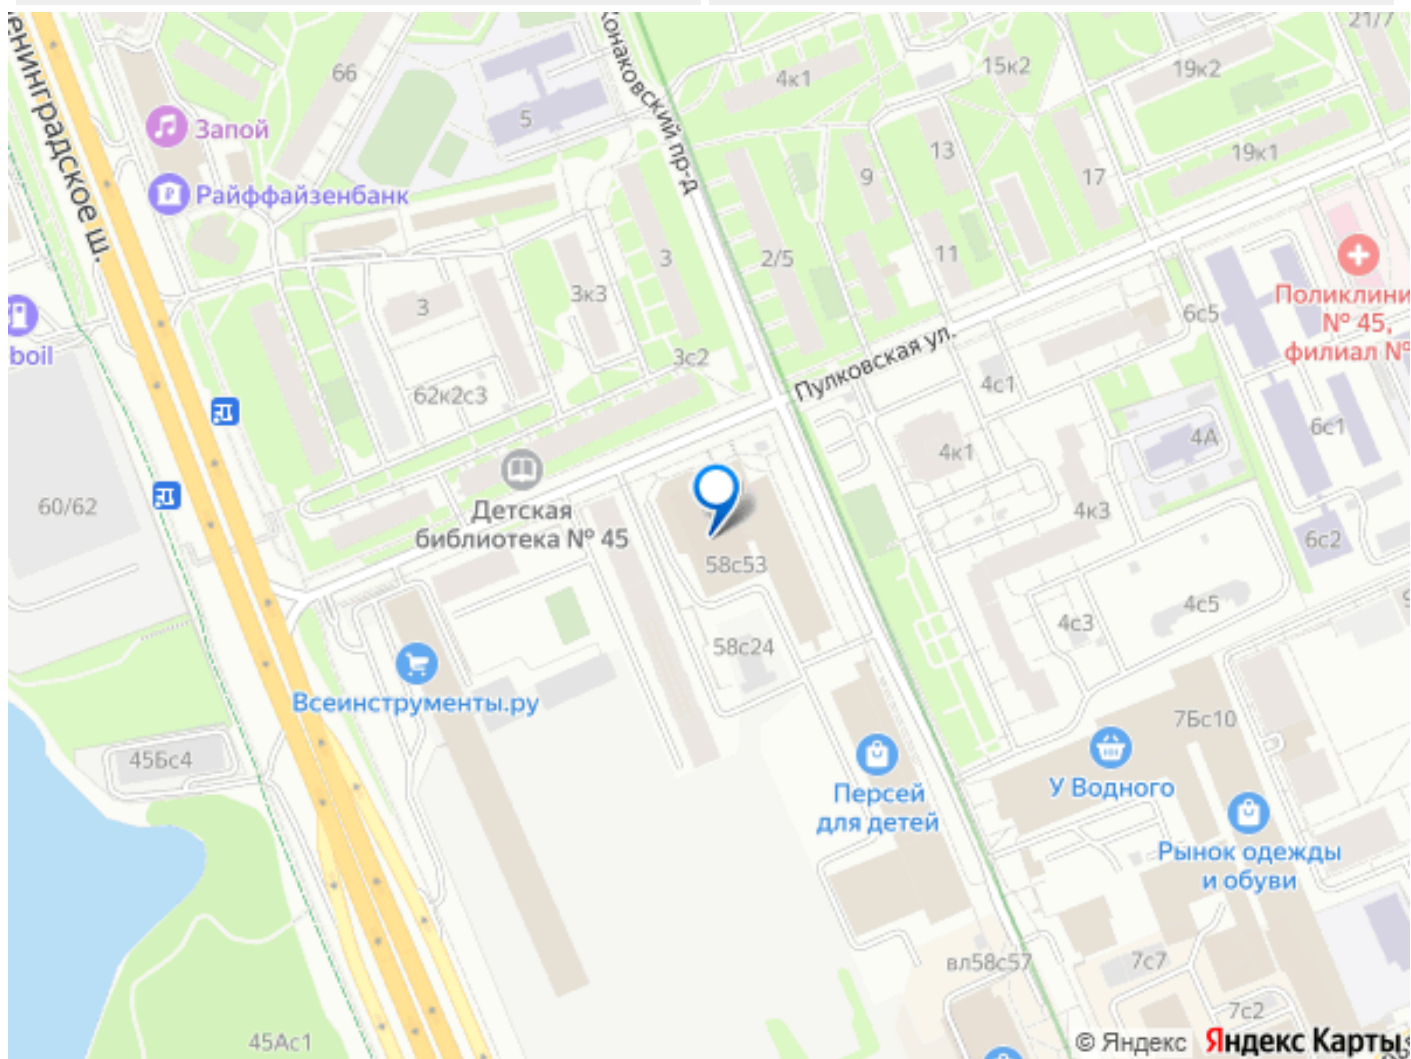 21/7
66
4к1
15к2
19к2
Ленинградское ш.
Конаковский пр-д
Запой
5
9
13
17
19к1
Райффайзенбанк
3
2/5
11
3
3к3
6с5
Поликлини
№ 45,
филиал №
boil
3с2
Пулковская ул.
62к2с3
4с1
4к1
4А
6с1
60/62
Детская
библиотека № 45
4к3
6с2
58с53
4с3
4с5
58с24
Всеинструменты.ру
7Бс10
45Бс4
У Водного
Персей
для детей
Рынок одежды
и обуви
вл58с57
7с7
7с2
45Ас1
© Яндекс Яндекс Карты